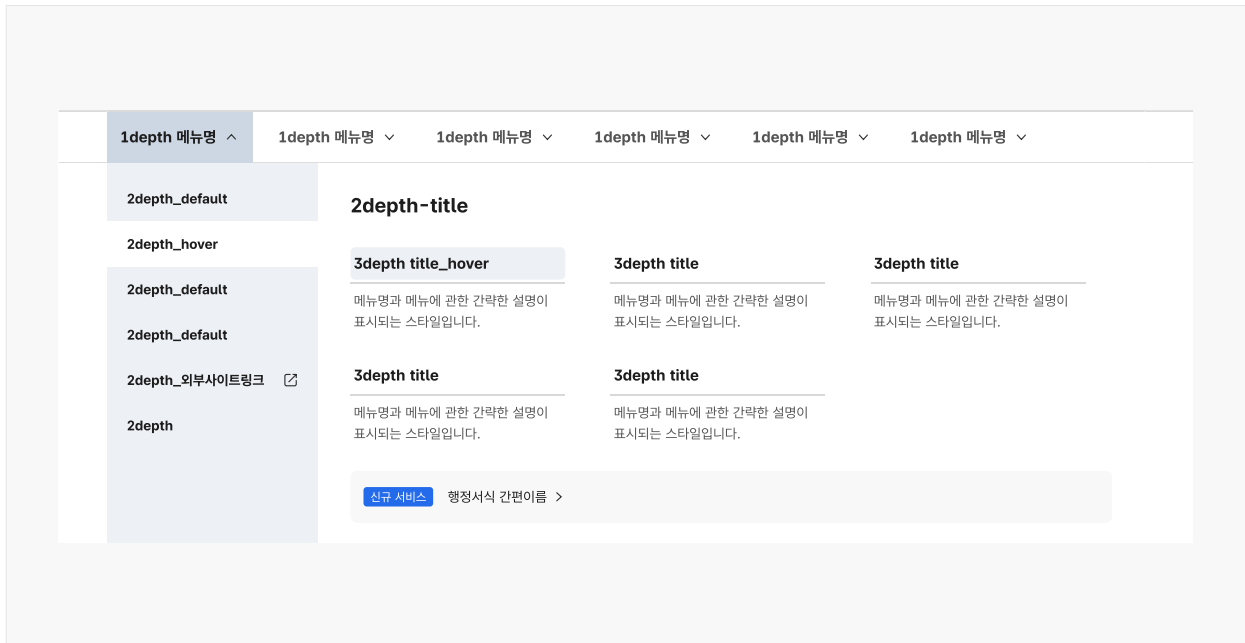 1depth 메뉴명
1depth 메뉴명
1depth 메뉴명
1depth 메뉴명
1depth 메뉴명
1depth 메뉴명
2depth_default
2depth_hover
2depth_default
2depth_default
2depth_외부사이트링크
2depth
2depth-title
3depth title_hover
메뉴명과 메뉴에 관한 간략한 설명이
표시되는 스타일입니다.
3depth title
메뉴명과 메뉴에 관한 간략한 설명이
표시되는 스타일입니다.
3depth title
메뉴명과 메뉴에 관한 간략한 설명이
표시되는 스타일입니다.
3depth title
메뉴명과 메뉴에 관한 간략한 설명이
표시되는 스타일입니다.
3depth title
메뉴명과 메뉴에 관한 간략한 설명이
표시되는 스타일입니다.
신규 서비스 행정서식 간편이름